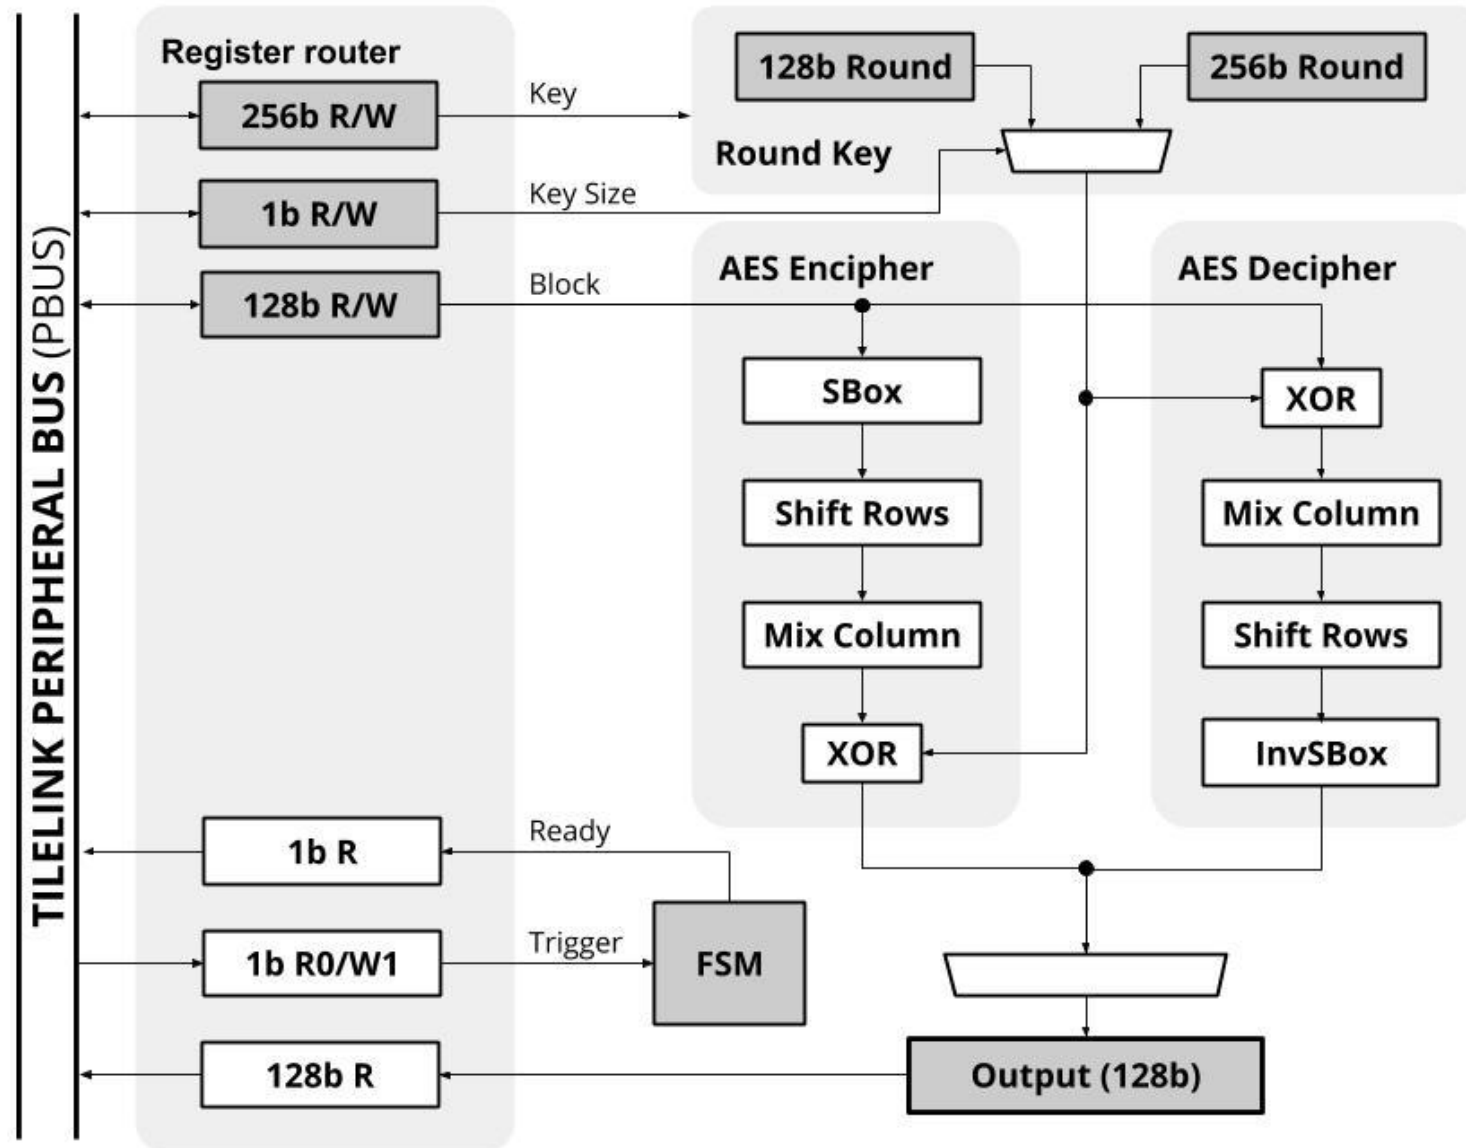 TILELINK PERIPHERAL BUS (PBUS)
Register router
256b R/W
Key
1b R/W
Key Size
128b R/W
Block
128b Round
256b Round
Round Key
AES Encipher
SBox
Shift Rows
Mix Column
XOR
AES Decipher
XOR
Mix Column
Shift Rows
InvSBox
1b R
Ready
1b R0/W1
Trigger
FSM
128b R
Output (128b)